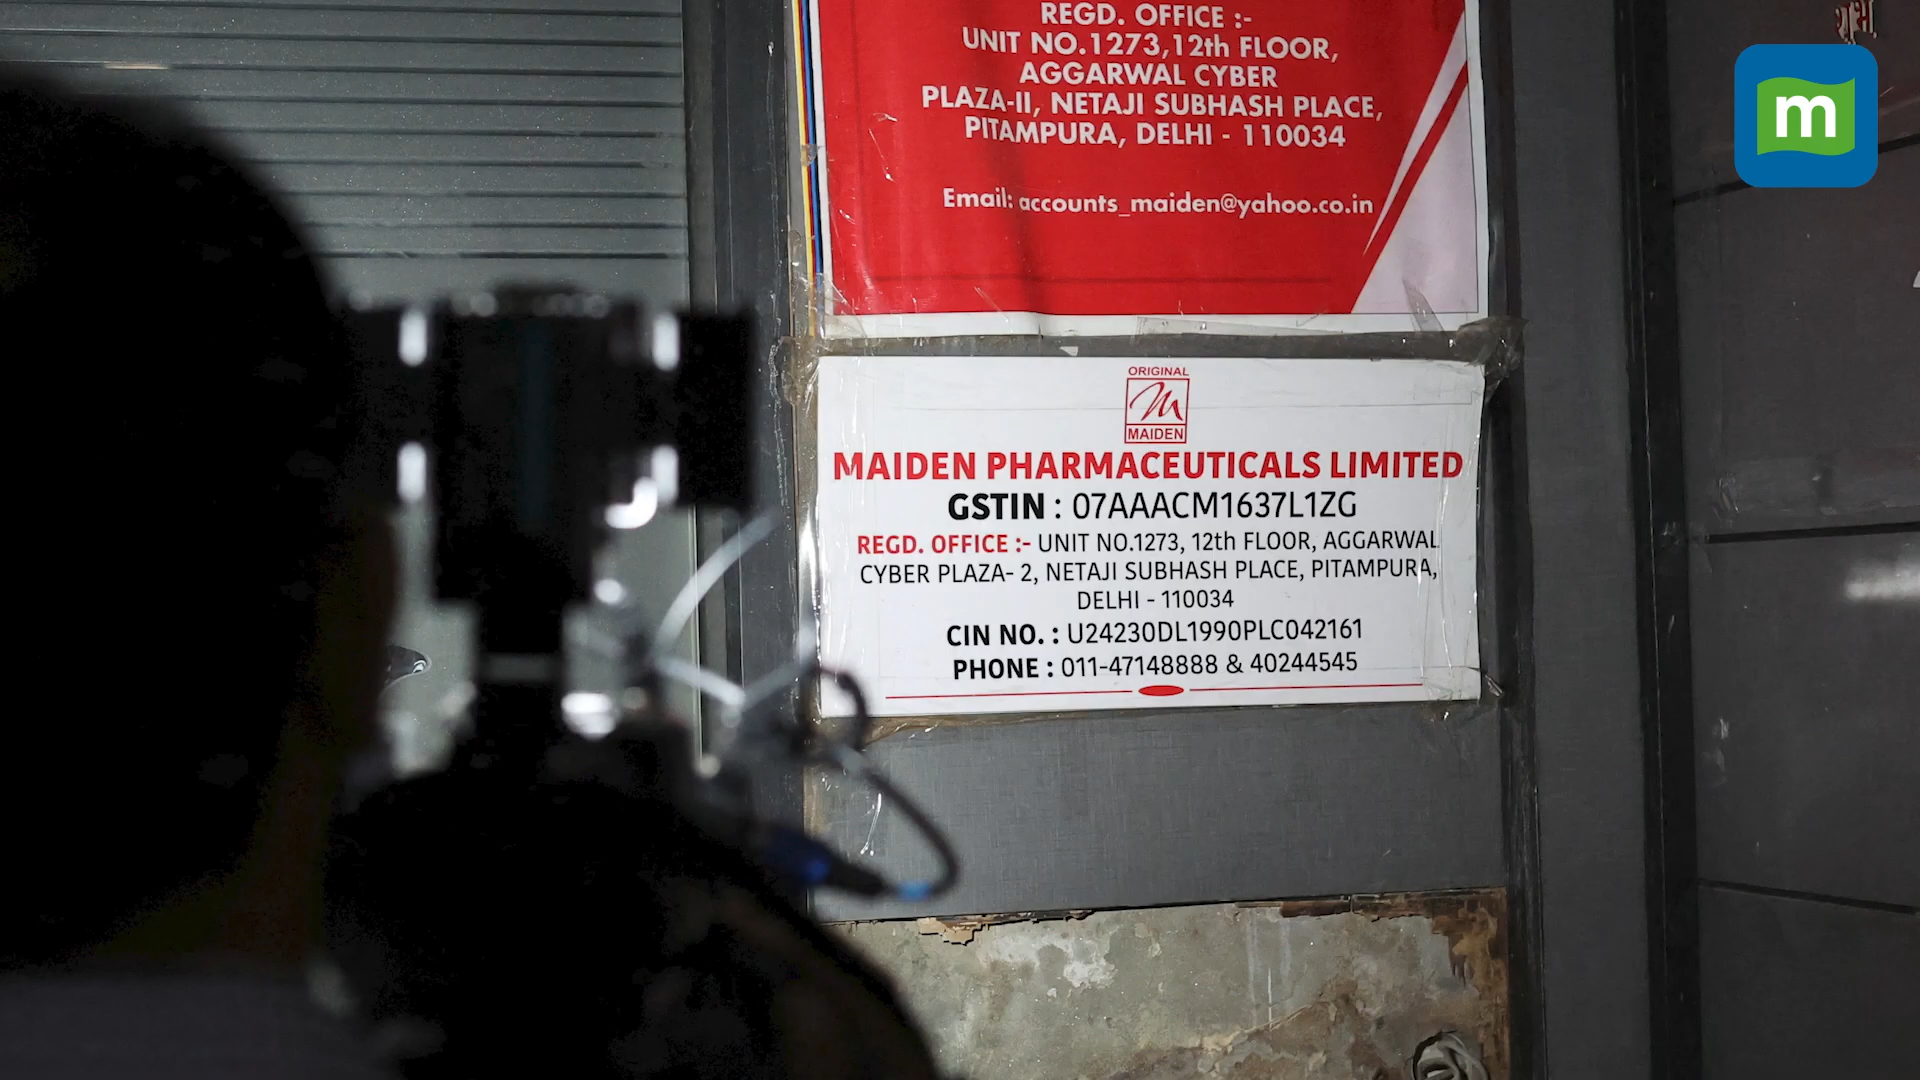 REGD. OFFICE :-
UNIT NO.1273,12th FLOOR,
AGGARWAL CYBER
PLAZA-II, NETAJI SUBHASH PLACE,
PITAMPURA, DELHI - 110034
Email: accounts_maiden@yahoo.co.in
m
ORIGINAL
MAIDEN
MAIDEN PHARMACEUTICALS LIMITED
GSTIN : 07AAACM1637L1ZG
REGD. OFFICE :- UNIT NO.1273, 12th FLOOR, AGGARWAL
CYBER PLAZA- 2, NETAJI SUBHASH PLACE, PITAMPURA,
DELHI - 110034
CIN NO. : U24230DL1990PLC042161
PHONE : 011-47148888 & 40244545